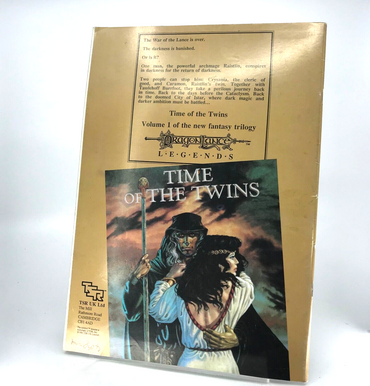 The War of the Lance is over.
The darkness is banished.
Or is it?
One man, the powerful archmage Raistlin, conspires
in darkness for the return of darkness.
Two people can stop him. Crysania, the cleric of
good, and Caramon, Raistlin's twin. Together with
Tasslehoff Burrfoot, they take a perilous journey back
in time. Back to the days before the Cataclysm. Back
to the doomed City of Istar, where dark magic and
darker ambition must be battled...
Time of the Twins
Volume 1 of the new fantasy trilogy
DRAGONLANCE
LEGENDS
TIME
OF THE TWINS
TSR
TSR UK Ltd
The Mill
Rathmore Road
CAMBRIDGE
CB1 4AD